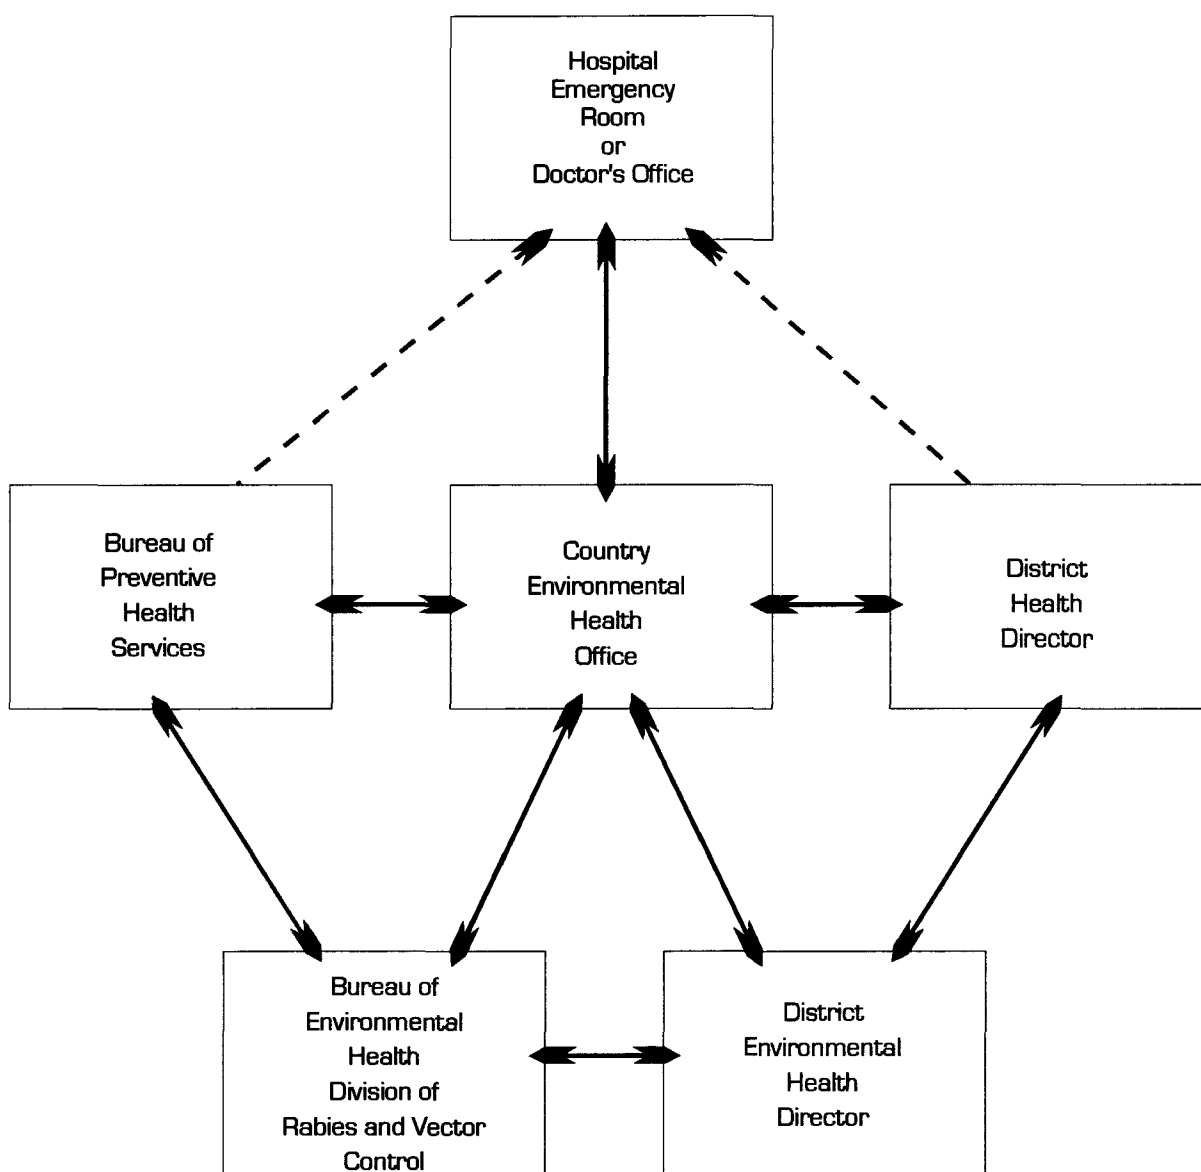 Hospital
Emergency
Room
or
Doctor's Office
Bureau of
Preventive
Health
Services
Country
Environmental
Health
Office
District
Health
Director
Bureau of
Environmental
Health
Division of
Rabies and Vector
Control
District
Environmental
Health
Director